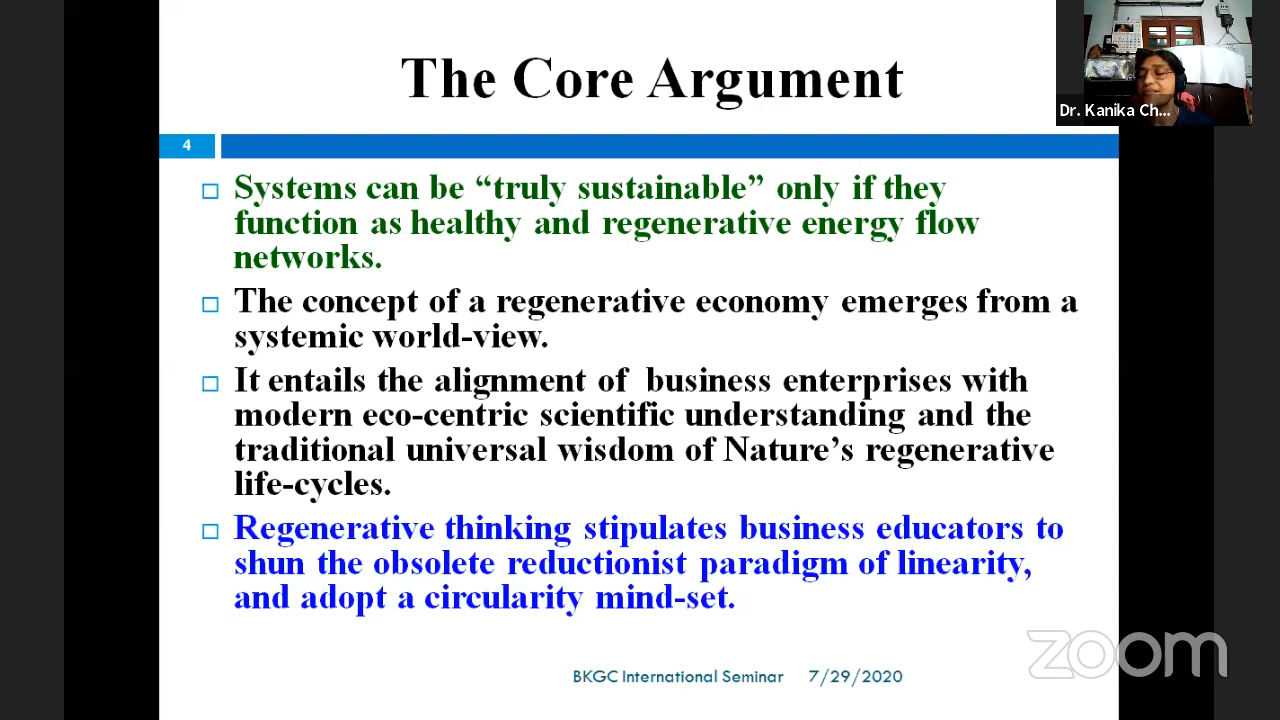 The Core Argument
Dr. Kanika Ch...
4
Systems can be “truly sustainable” only if they
function as healthy and regenerative energy flow
networks.
The concept of a regenerative economy emerges from a
systemic world-view.
It entails the alignment of business enterprises with
modern eco-centric scientific understanding and the
traditional universal wisdom of Nature’s regenerative
life-cycles.
Regenerative thinking stipulates business educators to
shun the obsolete reductionist paradigm of linearity,
and adopt a circularity mind-set.
zoom
BKGC International Seminar 7/29/2020